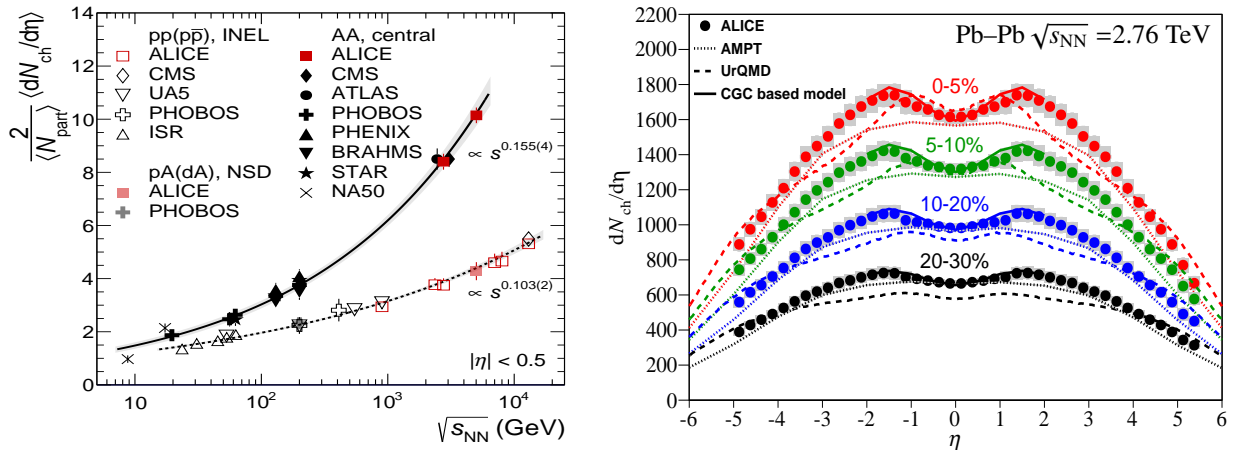 2/⟨N_part⟩ ⟨dN_ch/dη⟩
14
12
10
8
6
4
2
0
pp(pp̄), INEL
ALICE
CMS
UA5
PHOBOS
ISR
pA(dA), NSD
ALICE
PHOBOS
AA, central
ALICE
CMS
ATLAS
PHOBOS
PHENIX
BRAHMS
STAR
NA50
∝ s^0.155(4)
∝ s^0.103(2)
|η| < 0.5
10 10² 10³ 10⁴
√s_NN (GeV)
dN_ch/dη
2200
2000
1800
1600
1400
1200
1000
800
600
400
200
0
ALICE
AMPT
UrQMD
CGC based model
Pb–Pb √s_NN =2.76 TeV
0-5%
5-10%
10-20%
20-30%
-6 -5 -4 -3 -2 -1 0 1 2 3 4 5 6
η